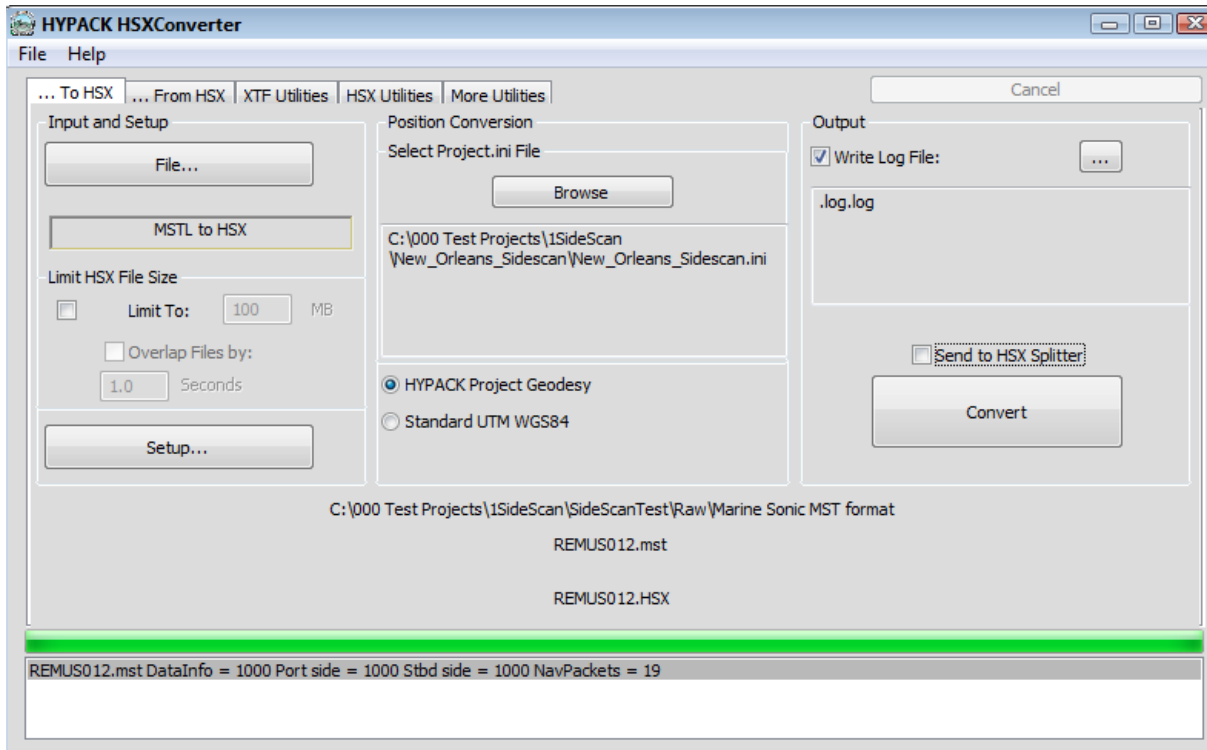 HYPACK HSXConverter
File Help
... To HSX ... From HSX XTF Utilities HSX Utilities More Utilities
Cancel
Input and Setup
File...
MSTL to HSX
Limit HSX File Size
Limit To: 100 MB
Overlap Files by:
1.0 Seconds
Setup...
Position Conversion
Select Project.ini File
Browse
C:\000 Test Projects\1SideScan
\New_Orleans_Sidescan\New_Orleans_Sidescan.ini
HYPACK Project Geodesy
Standard UTM WGS84
Output
Write Log File: ...
.log.log
Send to HSX Splitter
Convert
C:\000 Test Projects\1SideScan\SideScanTest\Raw\Marine Sonic MST format
REMUS012.mst
REMUS012.HSX
REMUS012.mst DataInfo = 1000 Port side = 1000 Stbd side = 1000 NavPackets = 19